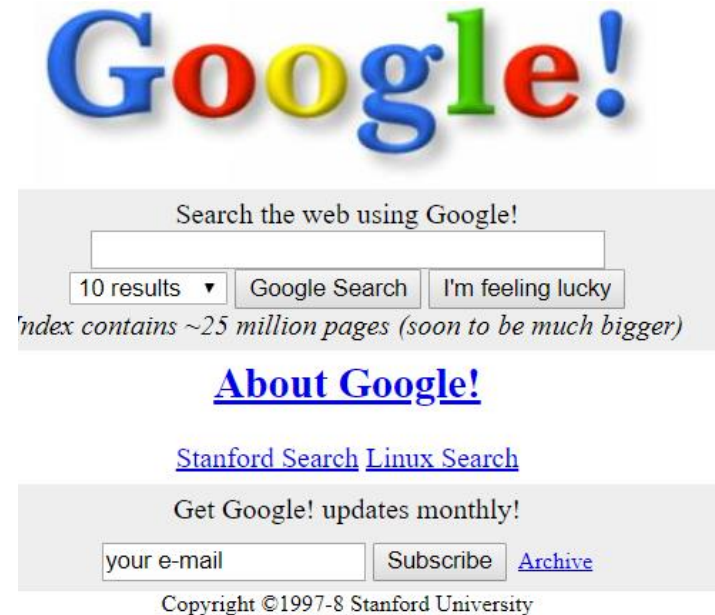 Google!
Search the web using Google!
10 results Google Search I'm feeling lucky
Index contains ~25 million pages (soon to be much bigger)
About Google!
Stanford Search Linux Search
Get Google! updates monthly!
your e-mail Subscribe Archive
Copyright ©1997-8 Stanford University